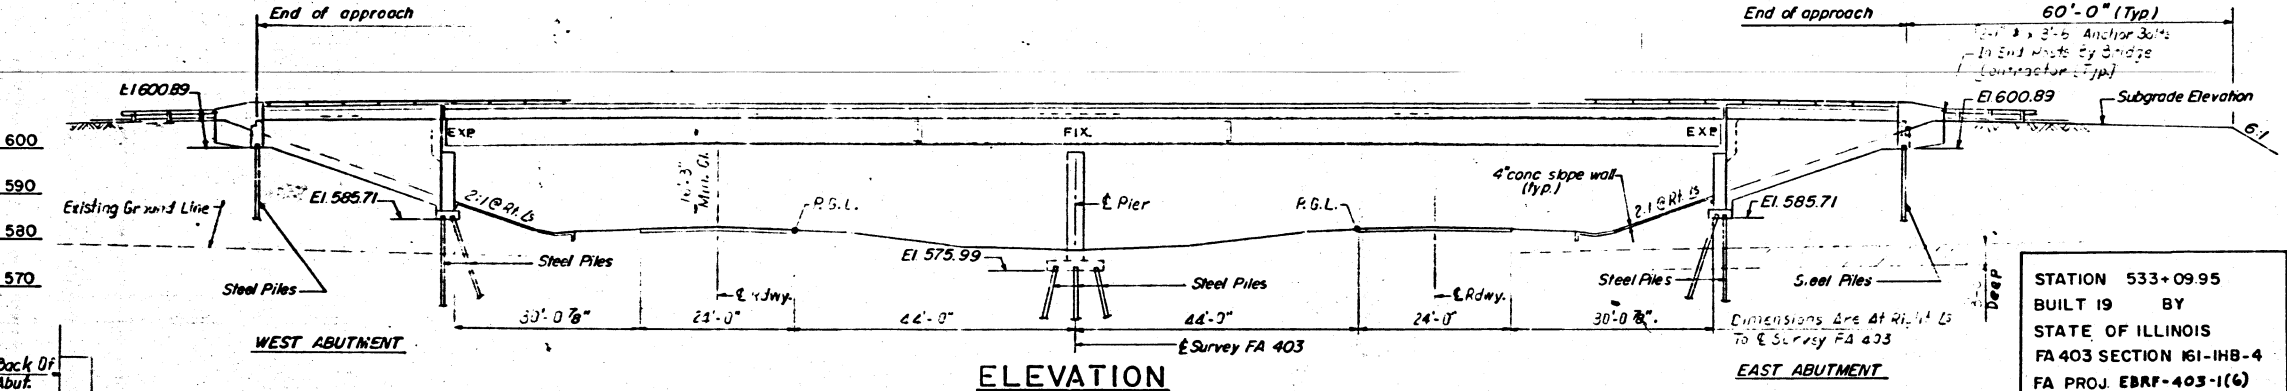 End of approach
End of approach
60'-0" (Typ)
3'-6 Anchor Bolts
In End Posts By Bridge
Contractor (Typ.)
El 600.89
El. 600.89
Subgrade Elevation
6:1
EXP.
FIX.
EXP.
600
590
580
570
16'-3"
Min. Cl.
2:1 @ Rt. Ls
4" conc slope wall
(typ.)
2:1 @ Rt. Ls
Existing Ground Line
El. 585.71
P.G.L.
℄ Pier
P.G.L.
El. 585.71
El. 575.99
Steel Piles
Steel Piles
Steel Piles
Steel Piles
Steel Piles
Deep
℄ Rdwy.
℄ Rdwy.
30'-0 7/8"
24'-0"
44'-0"
44'-0"
24'-0"
30'-0 7/8"
Dimensions Are At Right Ls
To ℄ Survey FA 403
WEST ABUTMENT
℄ Survey FA 403
EAST ABUTMENT
ELEVATION
Back Of
Abut.
STATION 533+09.95
BUILT 19 BY
STATE OF ILLINOIS
FA 403 SECTION 161-1HB-4
FA PROJ. EBRF-403-1(6)